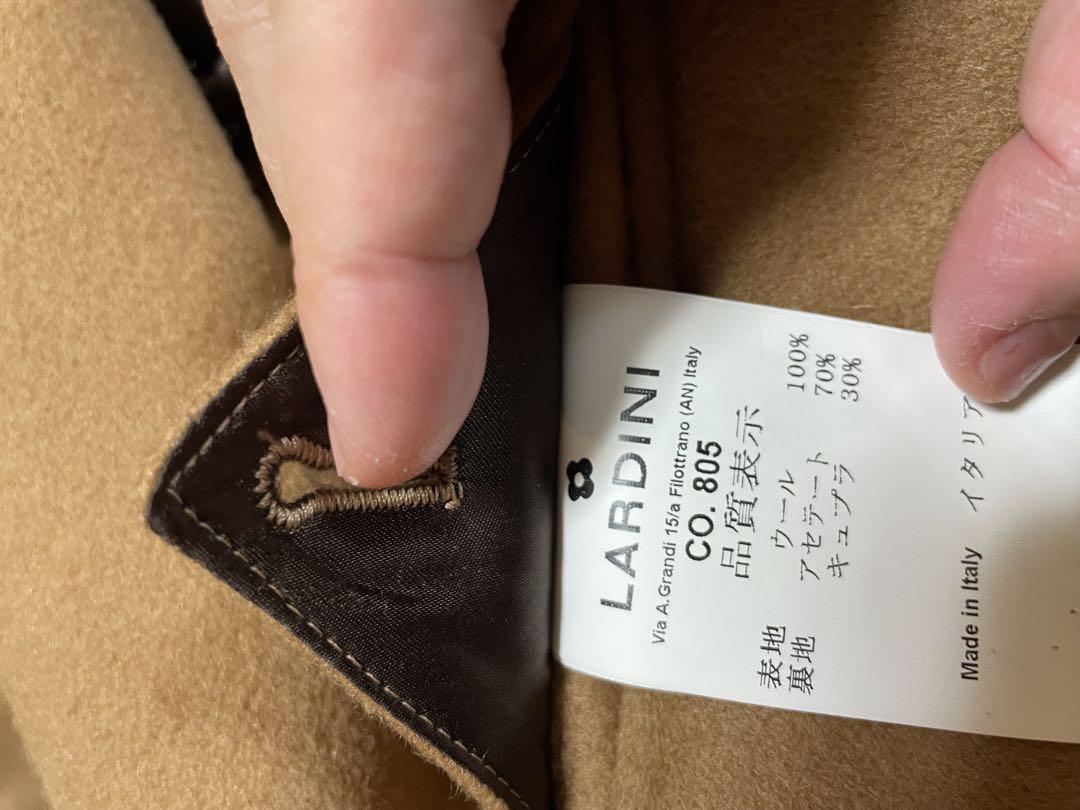 LARDINI
Via A.Grandi 15/a Filottrano (AN) Italy
CO. 805
品質表示
表地 ウール 100%
裏地 アセテート 70%
キュプラ 30%
Made in Italy イタリア